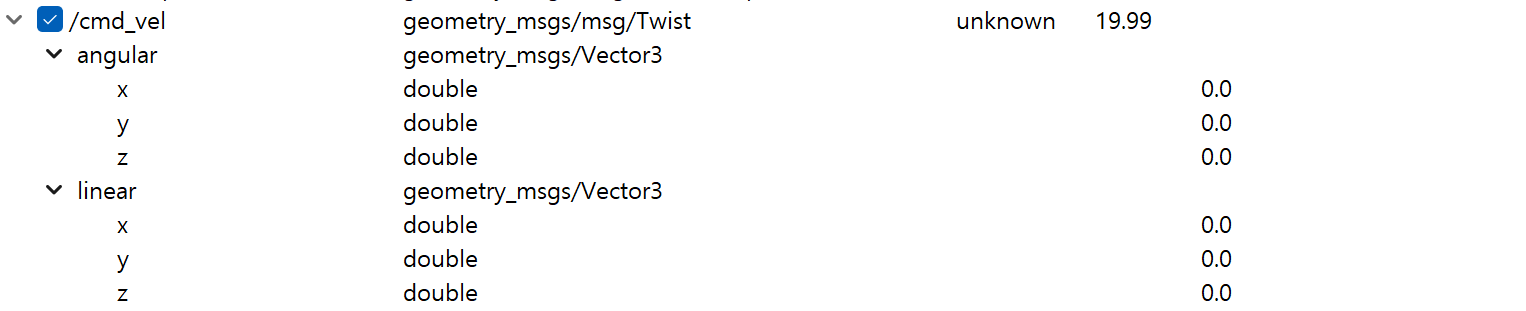 /cmd_vel geometry_msgs/msg/Twist unknown 19.99
angular geometry_msgs/Vector3
x double 0.0
y double 0.0
z double 0.0
linear geometry_msgs/Vector3
x double 0.0
y double 0.0
z double 0.0